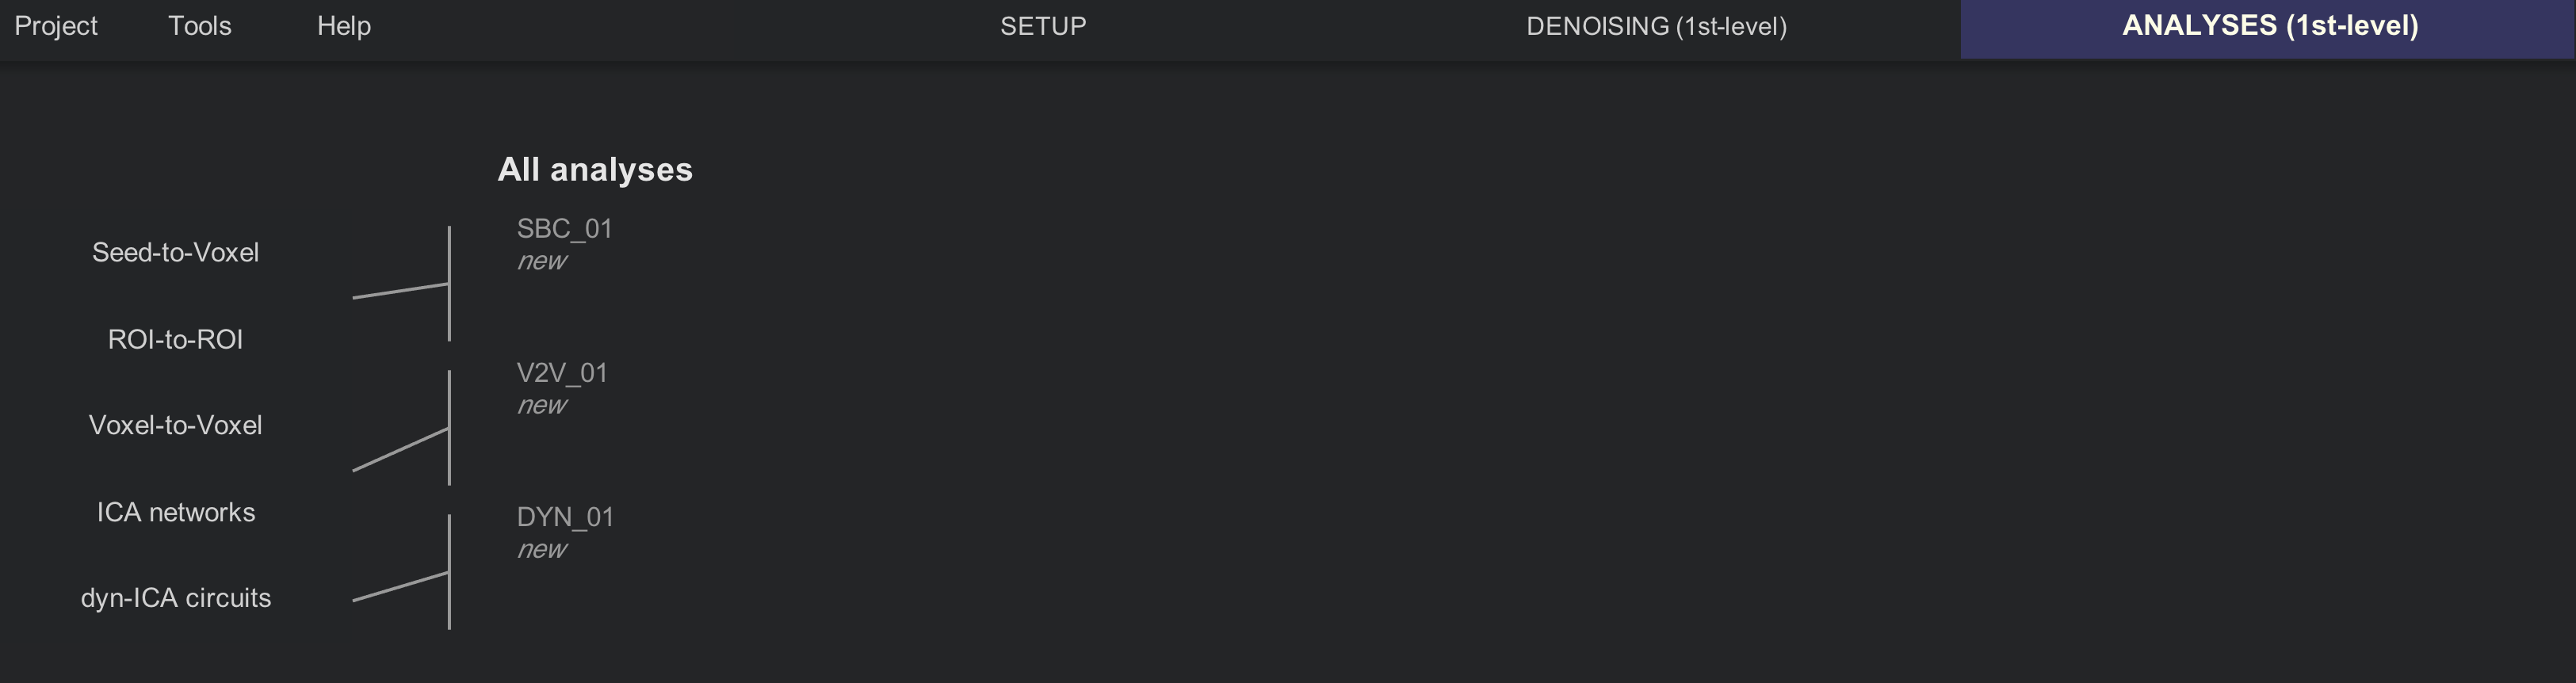 Project Tools Help SETUP DENOISING (1st-level) ANALYSES (1st-level)
All analyses
Seed-to-Voxel
ROI-to-ROI
Voxel-to-Voxel
ICA networks
dyn-ICA circuits
SBC_01
new
V2V_01
new
DYN_01
new